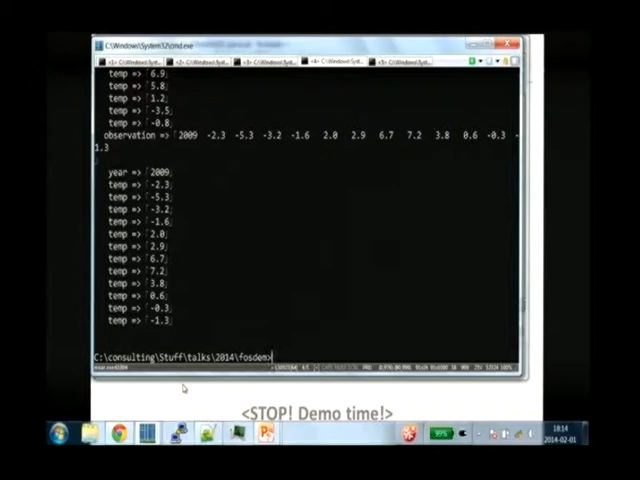 C:\Windows\System32\cmd.exe
temp => ｢6.9｣
temp => ｢5.8｣
temp => ｢1.2｣
temp => ｢-3.5｣
temp => ｢-0.8｣
observation => ｢2009 -2.3 -5.3 -3.2 -1.6 2.0 2.9 6.7 7.2 3.8 0.6 -0.3 -
1.3
｣
year => ｢2009｣
temp => ｢-2.3｣
temp => ｢-5.3｣
temp => ｢-3.2｣
temp => ｢-1.6｣
temp => ｢2.0｣
temp => ｢2.9｣
temp => ｢6.7｣
temp => ｢7.2｣
temp => ｢3.8｣
temp => ｢0.6｣
temp => ｢-0.3｣
temp => ｢-1.3｣
C:\consulting\Stuff\talks\2014\fosdem>
<STOP! Demo time!>
97%
18:14
2014-02-01